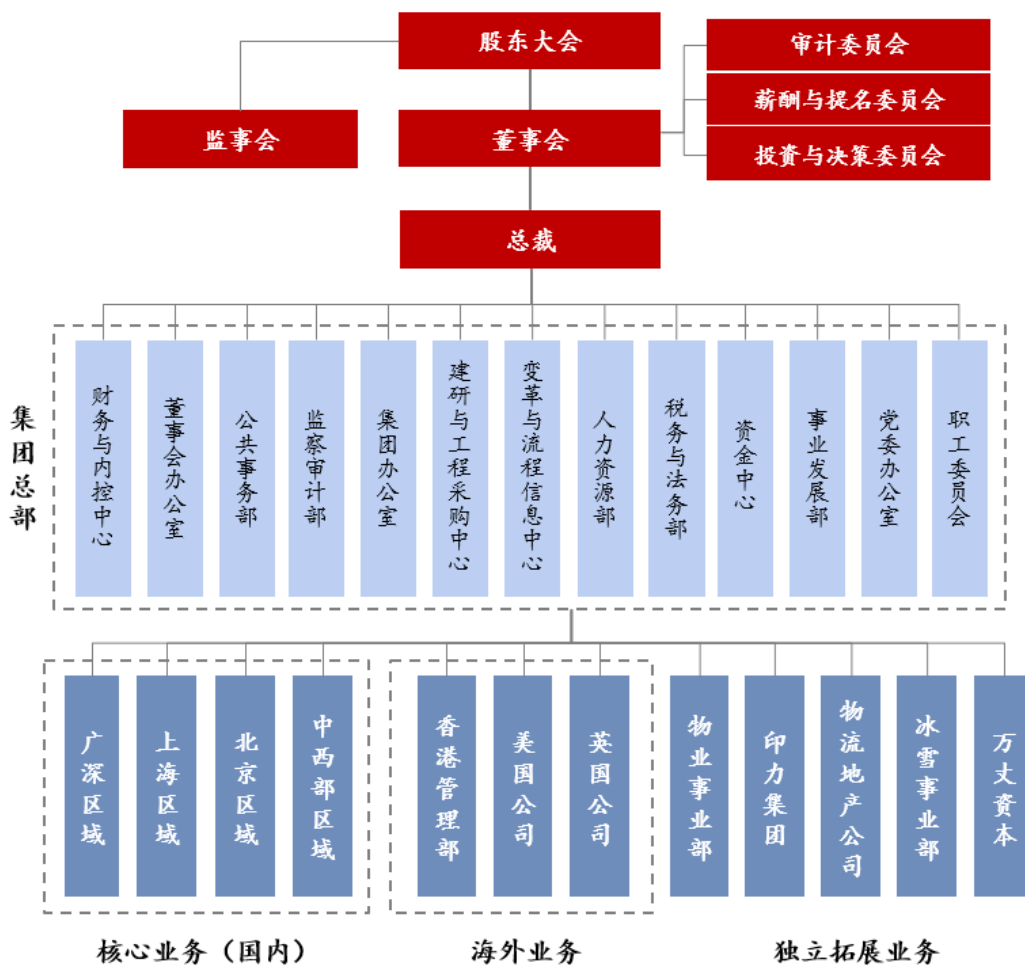 股东大会
监事会
董事会
审计委员会
薪酬与提名委员会
投资与决策委员会
总裁
集团总部
财务与内控中心
董事会办公室
公共事务部
监察审计部
集团办公室
建研与工程采购中心
变革与流程信息中心
人力资源部
税务与法务部
资金中心
事业发展部
党委办公室
职工委员会
广深区域
上海区域
北京区域
中西部区域
香港管理部
美国公司
英国公司
物业事业部
印力集团
物流地产公司
冰雪事业部
万丈资本
核心业务（国内）
海外业务
独立拓展业务